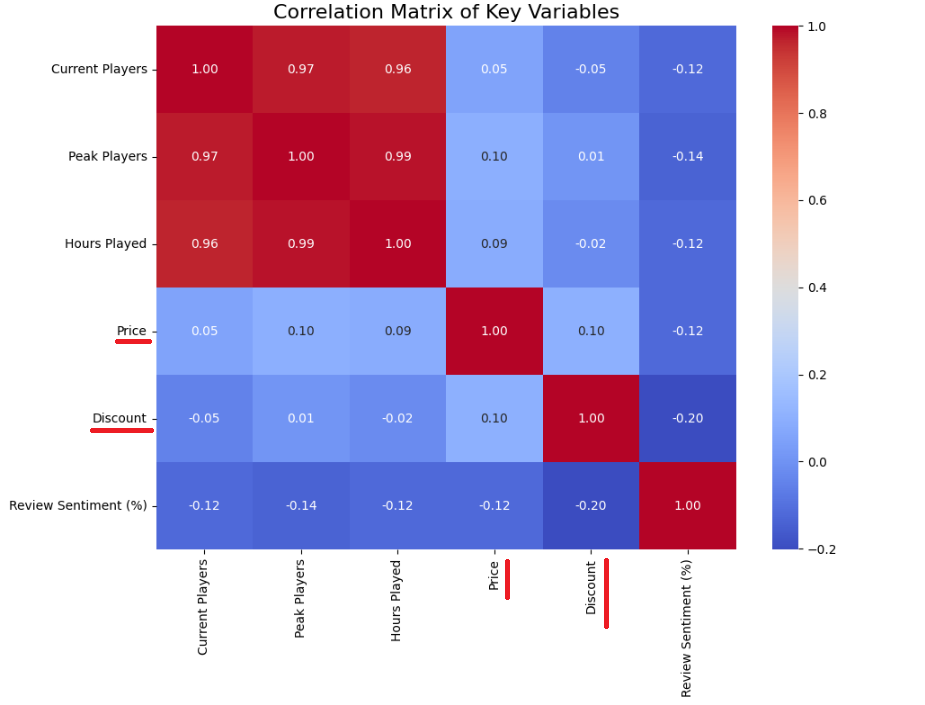 Correlation Matrix of Key Variables
Current Players 1.00 0.97 0.96 0.05 -0.05 -0.12
Peak Players 0.97 1.00 0.99 0.10 0.01 -0.14
Hours Played 0.96 0.99 1.00 0.09 -0.02 -0.12
Price 0.05 0.10 0.09 1.00 0.10 -0.12
Discount -0.05 0.01 -0.02 0.10 1.00 -0.20
Review Sentiment (%) -0.12 -0.14 -0.12 -0.12 -0.20 1.00
Current Players
Peak Players
Hours Played
Price
Discount
Review Sentiment (%)
1.0
0.8
0.6
0.4
0.2
0.0
−0.2